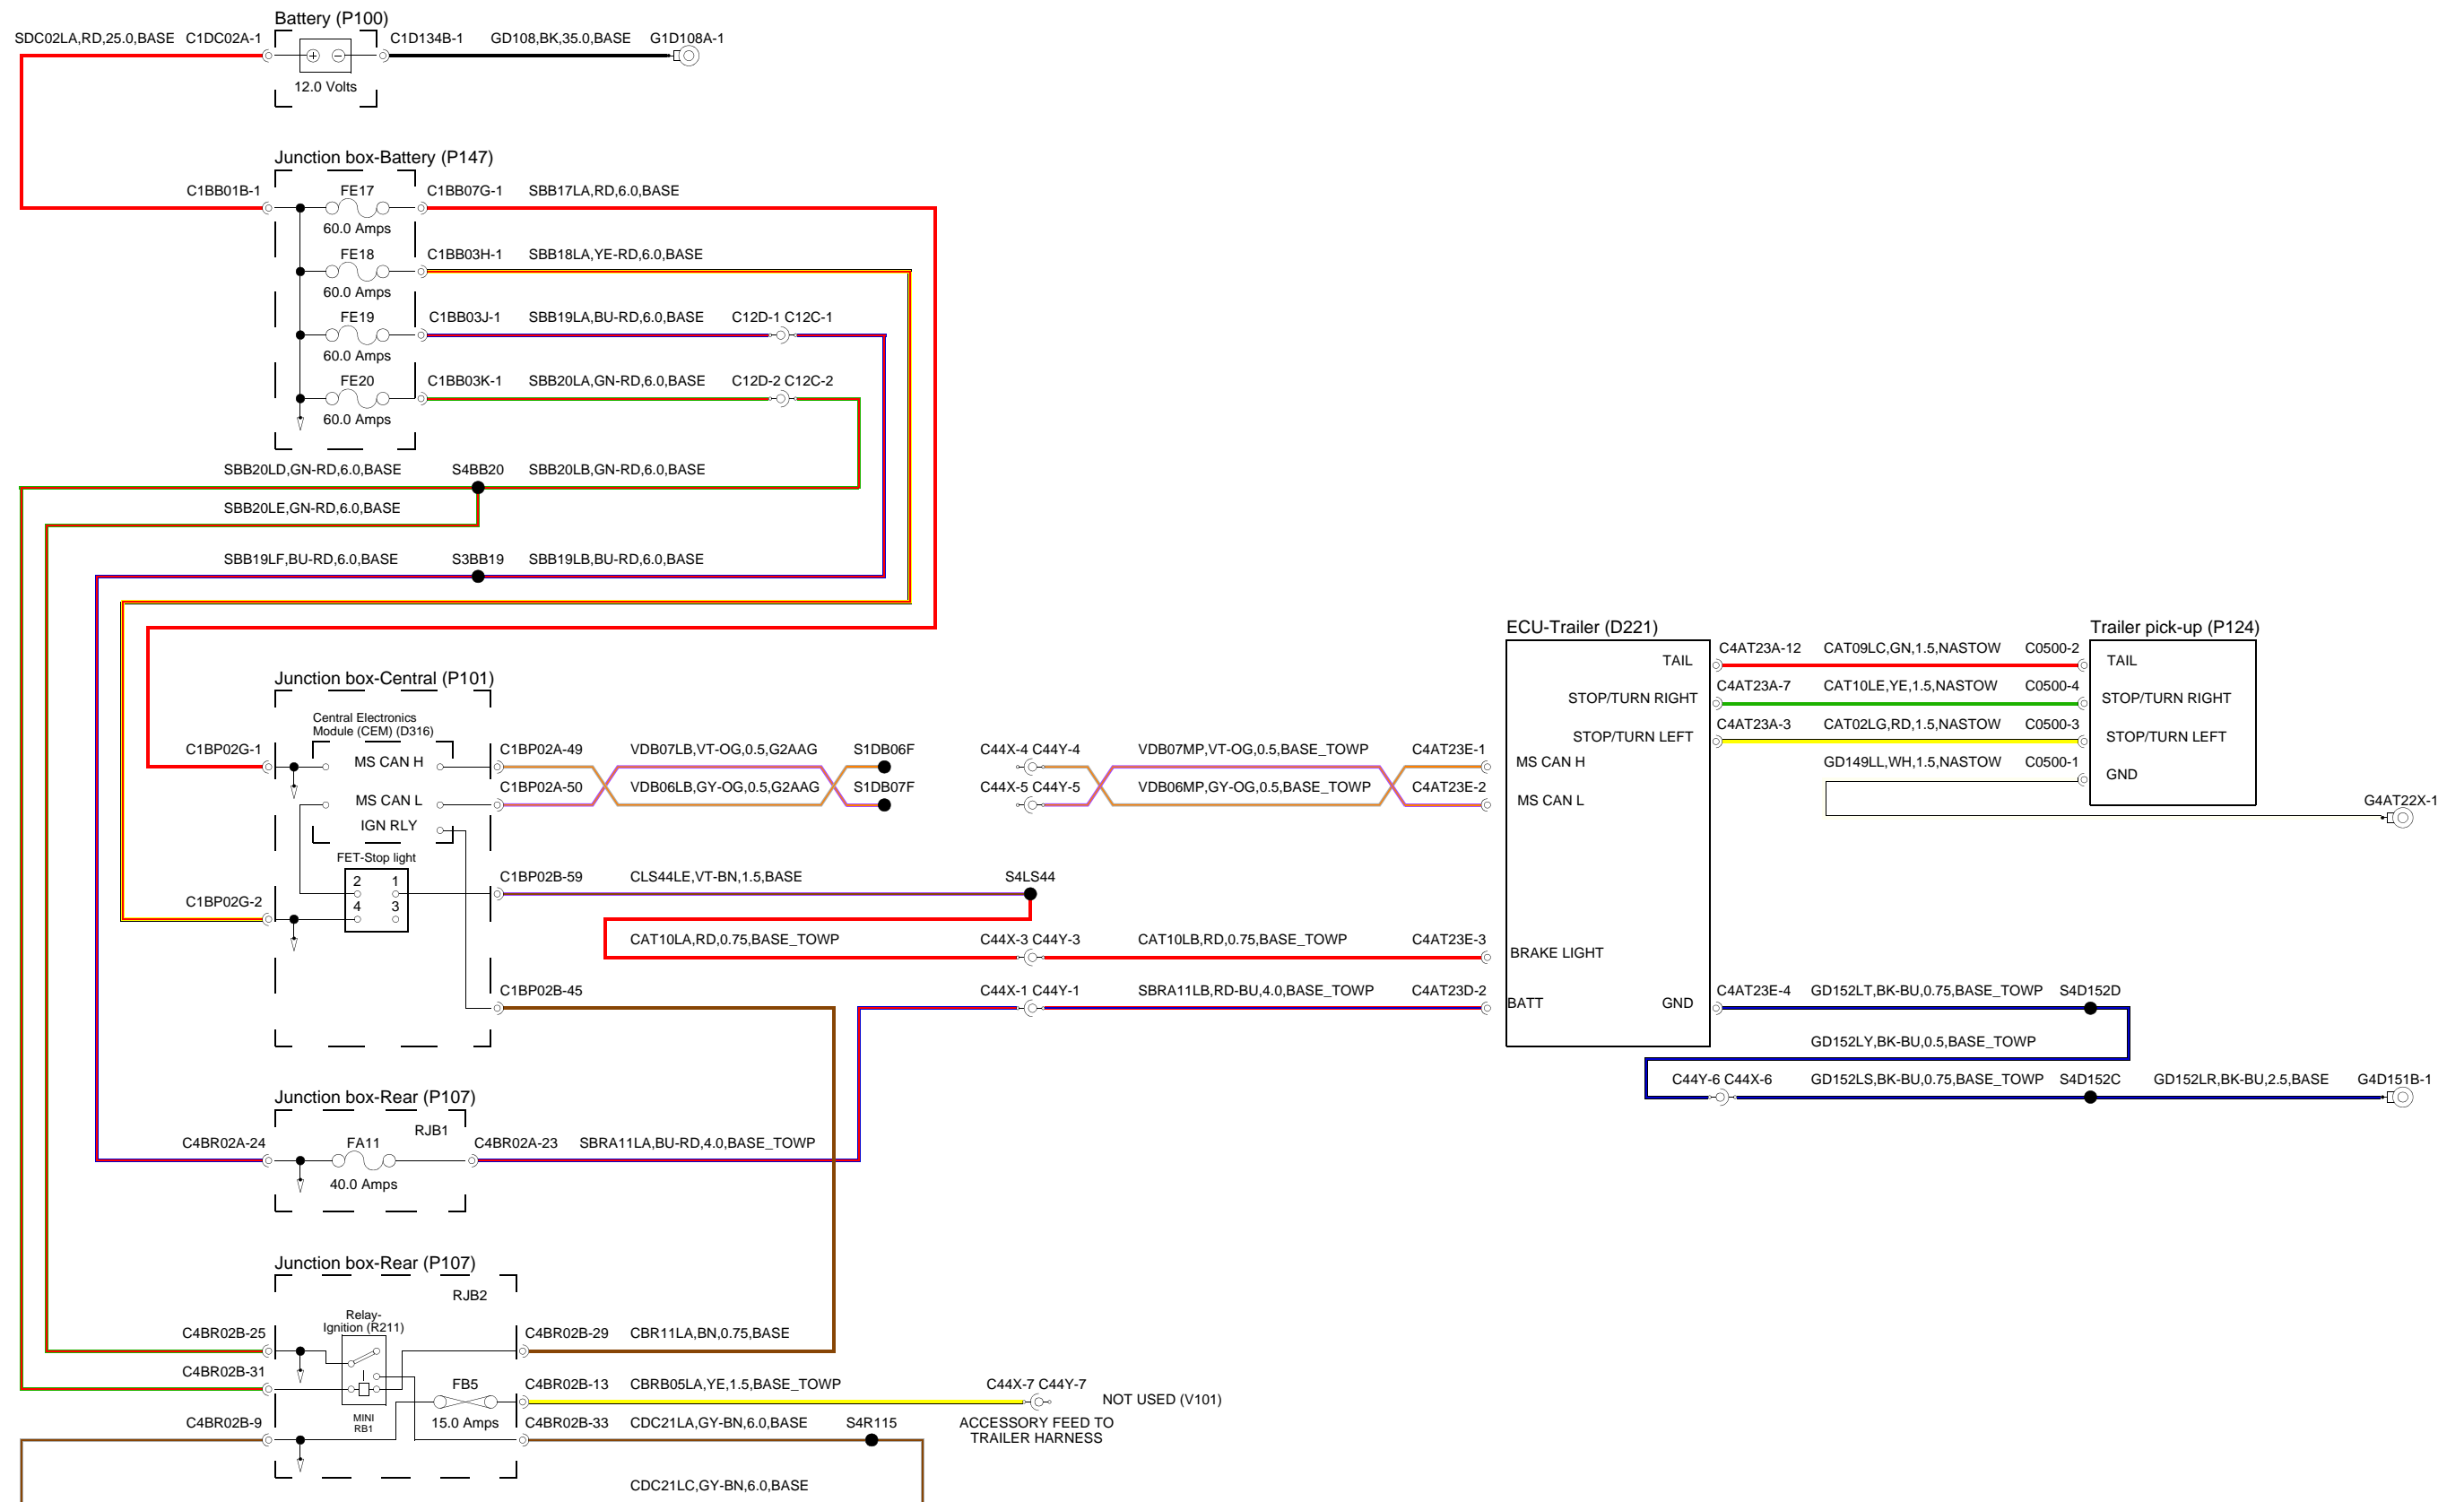 Battery (P100)
SDC02LA,RD,25.0,BASE C1DC02A-1
C1D134B-1 GD108,BK,35.0,BASE G1D108A-1
12.0 Volts
Junction box-Battery (P147)
C1BB01B-1 FE17 C1BB07G-1 SBB17LA,RD,6.0,BASE
60.0 Amps
FE18 C1BB03H-1 SBB18LA,YE-RD,6.0,BASE
60.0 Amps
FE19 C1BB03J-1 SBB19LA,BU-RD,6.0,BASE C12D-1 C12C-1
60.0 Amps
FE20 C1BB03K-1 SBB20LA,GN-RD,6.0,BASE C12D-2 C12C-2
60.0 Amps
SBB20LD,GN-RD,6.0,BASE S4BB20 SBB20LB,GN-RD,6.0,BASE
SBB20LE,GN-RD,6.0,BASE
SBB19LF,BU-RD,6.0,BASE S3BB19 SBB19LB,BU-RD,6.0,BASE
ECU-Trailer (D221) Trailer pick-up (P124)
TAIL C4AT23A-12 CAT09LC,GN,1.5,NASTOW C0500-2 TAIL
STOP/TURN RIGHT C4AT23A-7 CAT10LE,YE,1.5,NASTOW C0500-4 STOP/TURN RIGHT
STOP/TURN LEFT C4AT23A-3 CAT02LG,RD,1.5,NASTOW C0500-3 STOP/TURN LEFT
GD149LL,WH,1.5,NASTOW C0500-1 GND
G4AT22X-1
Junction box-Central (P101)
Central Electronics
Module (CEM) (D316)
C1BP02G-1 MS CAN H C1BP02A-49 VDB07LB,VT-OG,0.5,G2AAG S1DB06F C44X-4 C44Y-4 VDB07MP,VT-OG,0.5,BASE_TOWP C4AT23E-1 MS CAN H
MS CAN L C1BP02A-50 VDB06LB,GY-OG,0.5,G2AAG S1DB07F C44X-5 C44Y-5 VDB06MP,GY-OG,0.5,BASE_TOWP C4AT23E-2 MS CAN L
IGN RLY
FET-Stop light
2 1
4 3
C1BP02B-59 CLS44LE,VT-BN,1.5,BASE S4LS44
C1BP02G-2
CAT10LA,RD,0.75,BASE_TOWP C44X-3 C44Y-3 CAT10LB,RD,0.75,BASE_TOWP C4AT23E-3 BRAKE LIGHT
C1BP02B-45 C44X-1 C44Y-1 SBRA11LB,RD-BU,4.0,BASE_TOWP C4AT23D-2 BATT GND C4AT23E-4 GD152LT,BK-BU,0.75,BASE_TOWP S4D152D
GD152LY,BK-BU,0.5,BASE_TOWP
C44Y-6 C44X-6 GD152LS,BK-BU,0.75,BASE_TOWP S4D152C GD152LR,BK-BU,2.5,BASE G4D151B-1
Junction box-Rear (P107)
RJB1
C4BR02A-24 FA11 C4BR02A-23 SBRA11LA,BU-RD,4.0,BASE_TOWP
40.0 Amps
Junction box-Rear (P107)
RJB2
Relay-
Ignition (R211)
C4BR02B-25 C4BR02B-29 CBR11LA,BN,0.75,BASE
C4BR02B-31 FB5 C4BR02B-13 CBRB05LA,YE,1.5,BASE_TOWP C44X-7 C44Y-7 NOT USED (V101)
MINI
RB1
C4BR02B-9 15.0 Amps C4BR02B-33 CDC21LA,GY-BN,6.0,BASE S4R115 ACCESSORY FEED TO
TRAILER HARNESS
CDC21LC,GY-BN,6.0,BASE